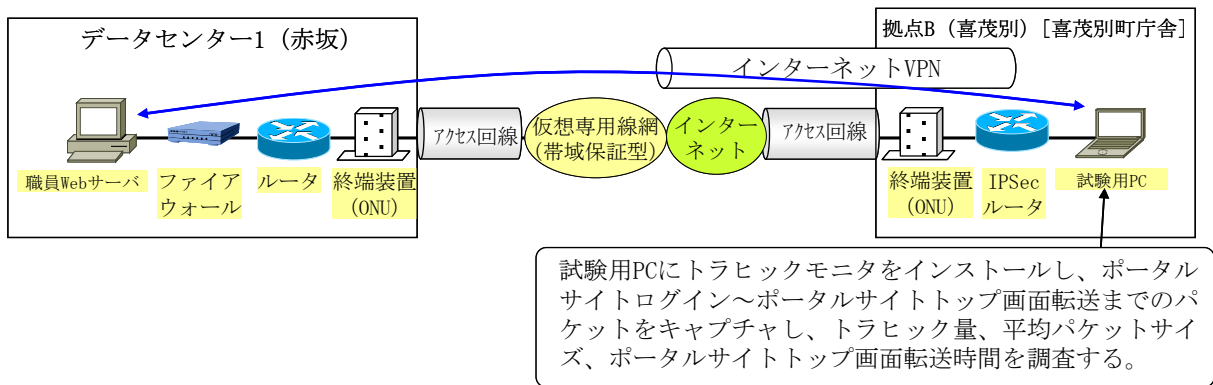 データセンター1（赤坂）
拠点B（喜茂別）[喜茂別町庁舎]
インターネットVPN
アクセス回線
仮想専用線網
(帯域保証型)
インター
ネット
アクセス回線
職員Webサーバ
ファイア
ウォール
ルータ
終端装置
(ONU)
終端装置
(ONU)
IPSec
ルータ
試験用PC
試験用PCにトラヒックモニタをインストールし、ポータル
サイトログイン～ポータルサイトトップ画面転送までのパ
ケットをキャプチャし、トラヒック量、平均パケットサイ
ズ、ポータルサイトトップ画面転送時間を調査する。